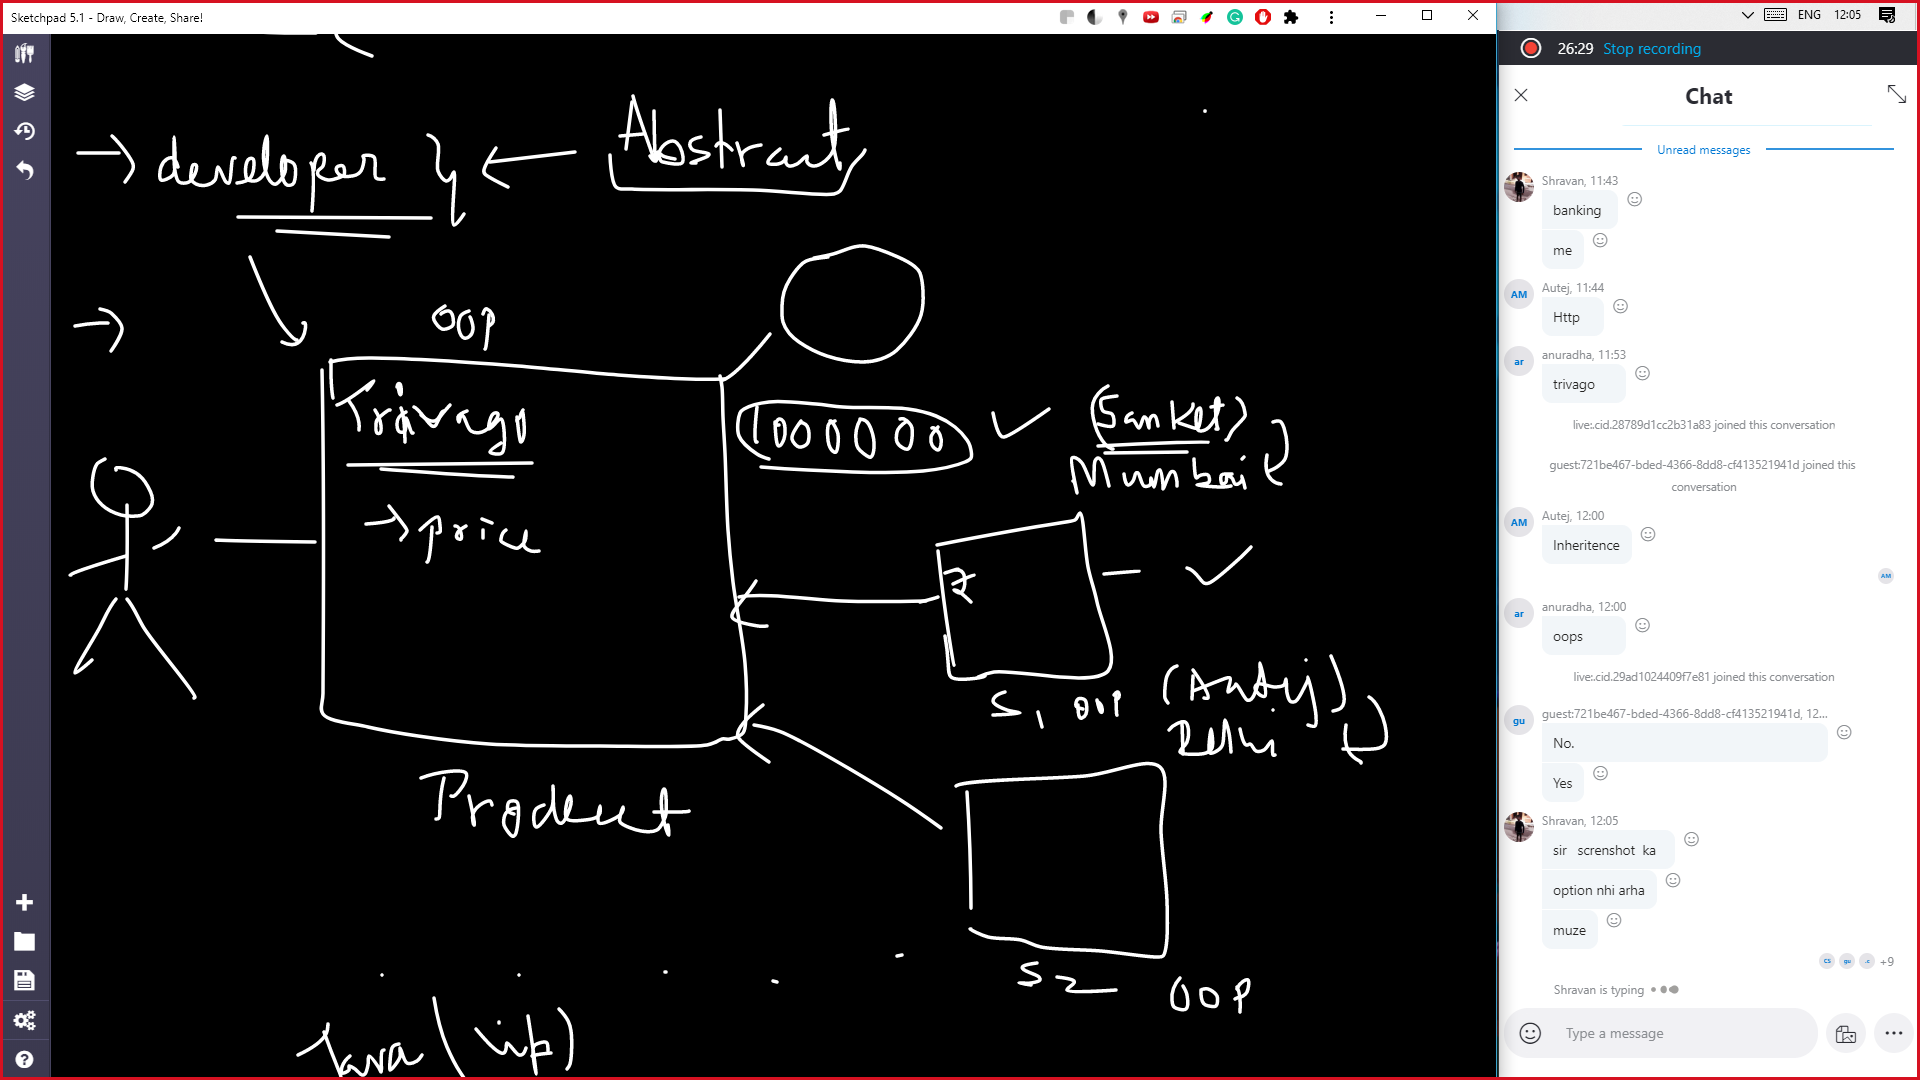 Sketchpad 5.1 - Draw, Create, Share!
ENG 12:05
26:29 Stop recording
→ developer } ← Abstract
→
OOP
Trivago
→ price
1000000 ✓ (Sanket)
Mumbai
Product
S1 OOP (Autej)
Delhi
S2 OOP
Java (
Chat
Unread messages
Shravan, 11:43
banking
me
AM
Autej, 11:44
Http
ar
anuradha, 11:53
trivago
live:.cid.28789d1cc2b31a83 joined this conversation
guest:721be467-bded-4366-8dd8-cf413521941d joined this
conversation
AM
Autej, 12:00
Inheritence
AM
ar
anuradha, 12:00
oops
live:.cid.29ad1024409f7e81 joined this conversation
gu
guest:721be467-bded-4366-8dd8-cf413521941d, 12...
No.
Yes
Shravan, 12:05
sir screnshot ka
option nhi arha
muze
CS gu .c +9
Shravan is typing
Type a message